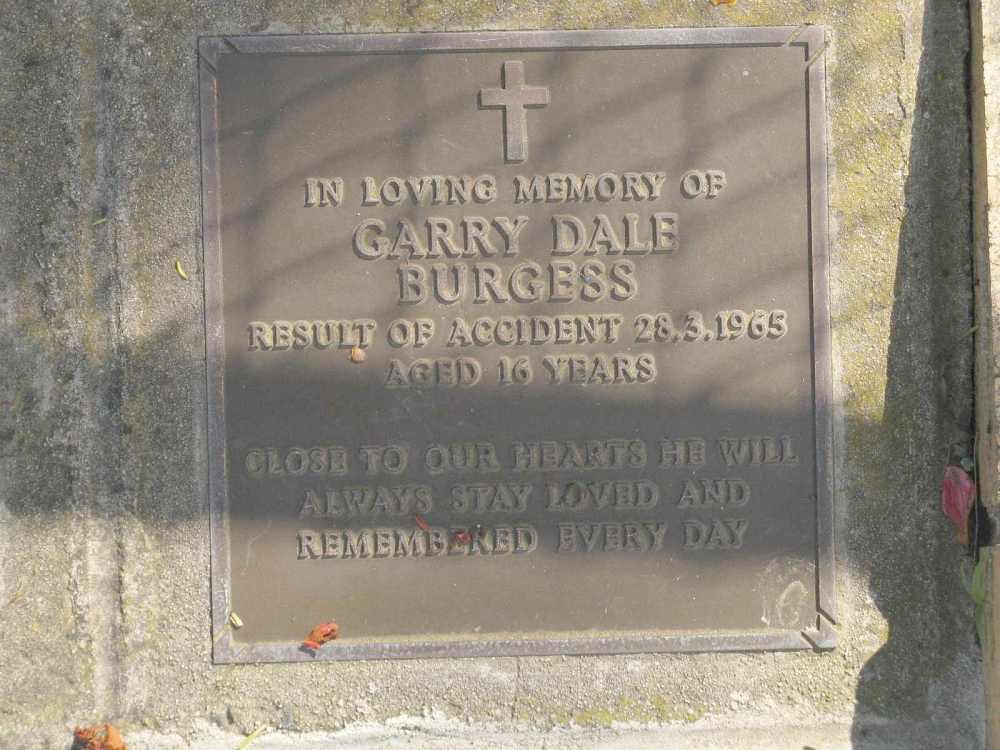 IN LOVING MEMORY OF
GARRY DALE
BURGESS
RESULT OF ACCIDENT 28.3.1965
AGED 16 YEARS
CLOSE TO OUR HEARTS HE WILL
ALWAYS STAY LOVED AND
REMEMBERED EVERY DAY